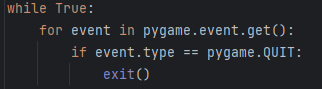 while True:
    for event in pygame.event.get():
        if event.type == pygame.QUIT:
            exit()